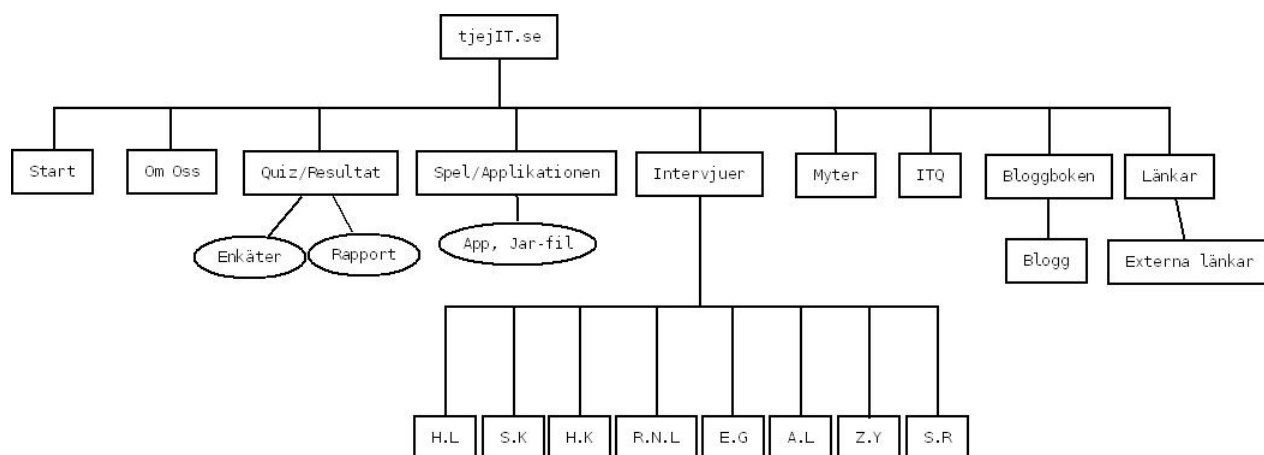 tjejIT.se
Start
Om Oss
Quiz/Resultat
Spel/Applikationen
Intervjuer
Myter
ITQ
Bloggboken
Länkar
Enkäter
Rapport
App, Jar-fil
Blogg
Externa länkar
H.L
S.K
H.K
R.N.L
E.G
A.L
Z.Y
S.R